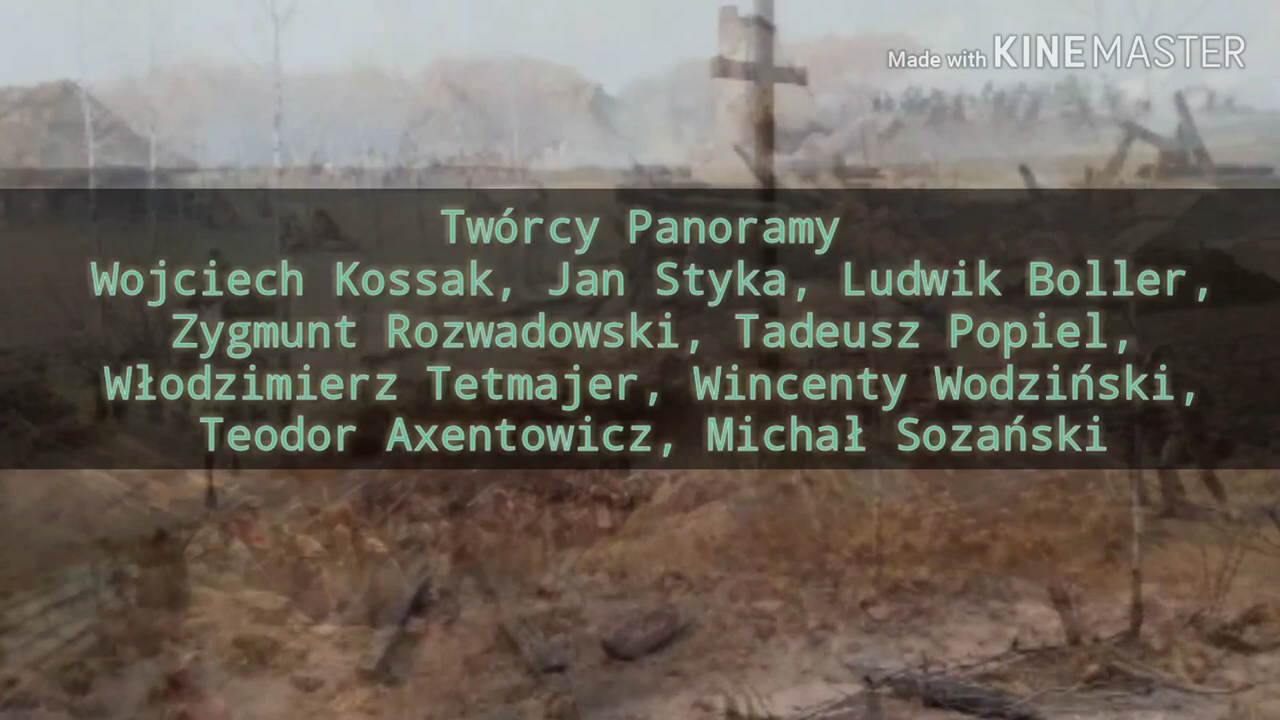 Made with KINEMASTER
Twórcy Panoramy
Wojciech Kossak, Jan Styka, Ludwik Boller,
Zygmunt Rozwadowski, Tadeusz Popiel,
Włodzimierz Tetmajer, Wincenty Wodziński,
Teodor Axentowicz, Michał Sozański